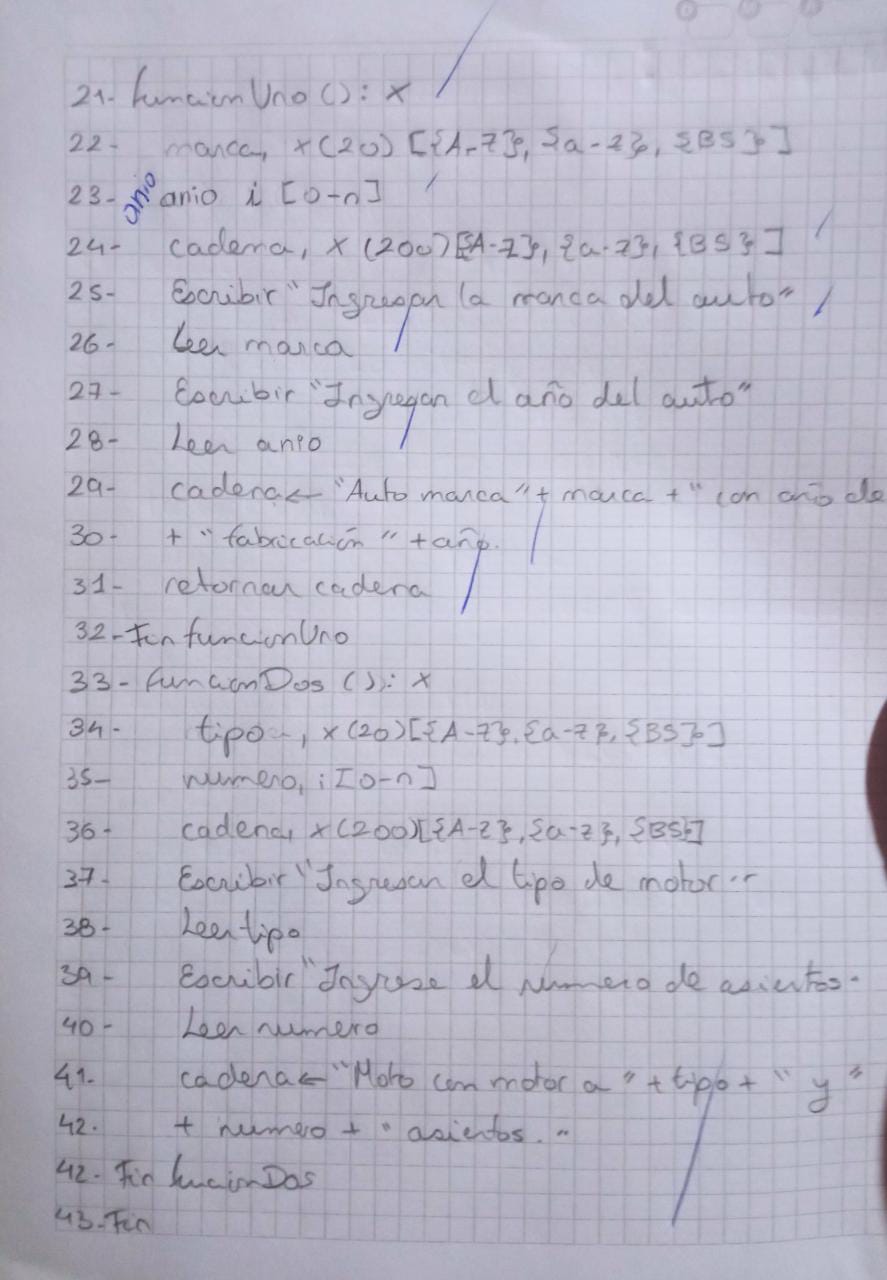 21- funcionUno (): X
22- marca, x(20) [{A-Z}, {a-z}, {BS}]
23- anio anio i [0-n]
24- cadena, x (200)[{A-Z}, {a-z}, {BS}]
25- Escribir "Ingresar la marca del auto"
26- Leer marca
27- Escribir "Ingresar el año del auto"
28- Leer anio
29- cadena ← "Auto marca" + marca + " con año de
30- + " fabricación " + año.
31- retornar cadena
32- Fin funcionUno
33- funcionDos (): X
34- tipo, x(20)[{A-Z}, {a-z}, {BS}]
35- numero, i [0-n]
36- cadena, x(200)[{A-Z}, {a-z}, {BS}]
37- Escribir "Ingresar el tipo de motor"
38- Leer tipo
39- Escribir "Ingrese el numero de asientos.
40- Leer numero
41. cadena ← "Moto con motor a " + tipo + " y "
42. + numero + " asientos. "
42. Fin funcionDos
43- Fin